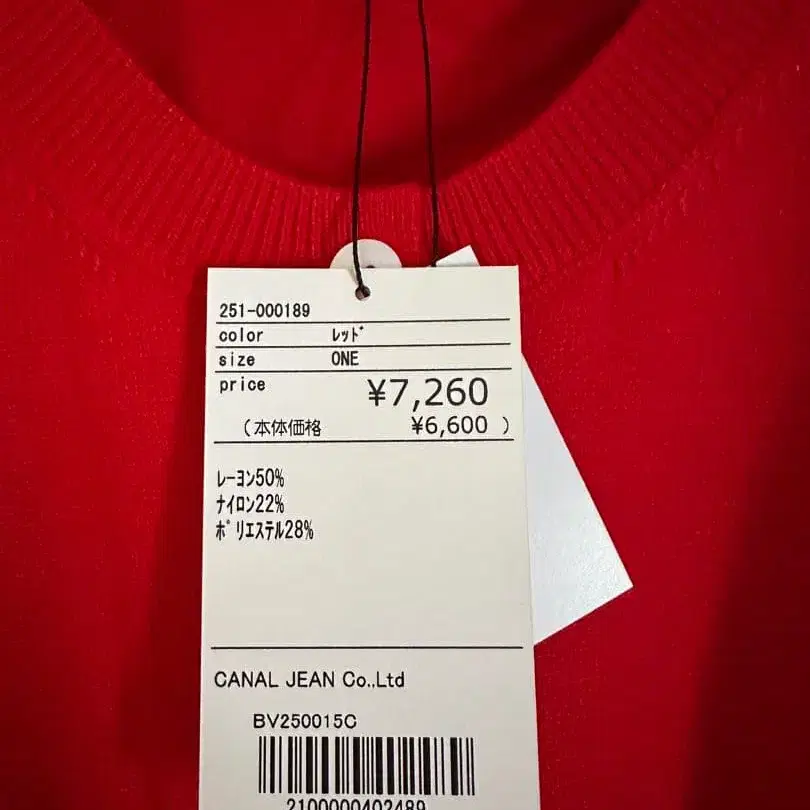 251-000189
color ﾚｯﾄﾞ
size ONE
price ¥7,260
(本体価格 ¥6,600 )
ﾚｰﾖﾝ50%
ﾅｲﾛﾝ22%
ﾎﾟﾘｴｽﾃﾙ28%
CANAL JEAN Co.,Ltd
BV250015C
2100000402489